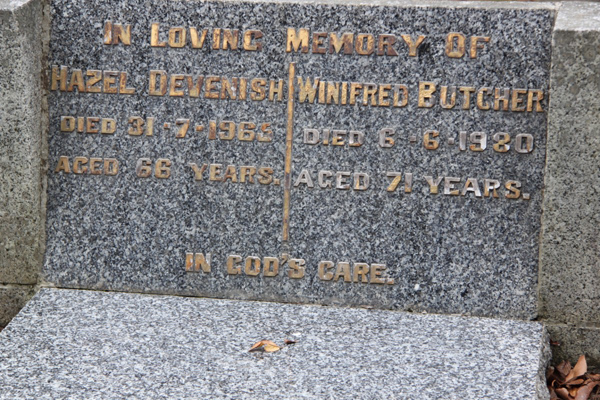 IN LOVING MEMORY OF
HAZEL DEVENISH
DIED 31-7-1965
AGED 66 YEARS.
WINIFRED BUTCHER
DIED 6-6-1980
AGED 71 YEARS.
IN GOD'S CARE.